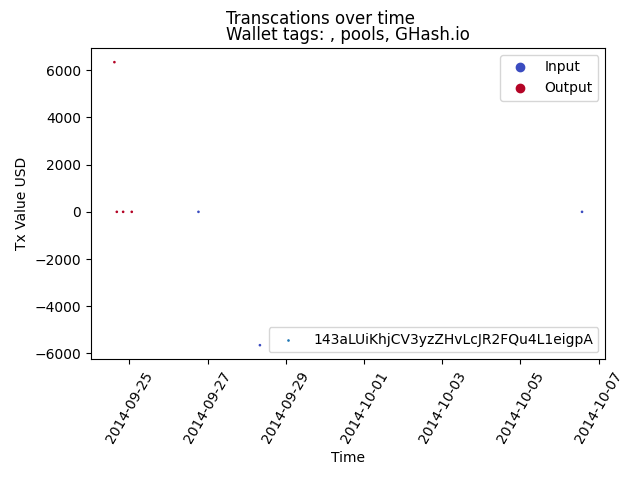 Transcations over time
Wallet tags: , pools, GHash.io
Tx Value USD
6000
4000
2000
0
−2000
−4000
−6000
Input
Output
143aLUiKhjCV3yzZHvLcJR2FQu4L1eigpA
2014-09-25
2014-09-27
2014-09-29
2014-10-01
2014-10-03
2014-10-05
2014-10-07
Time